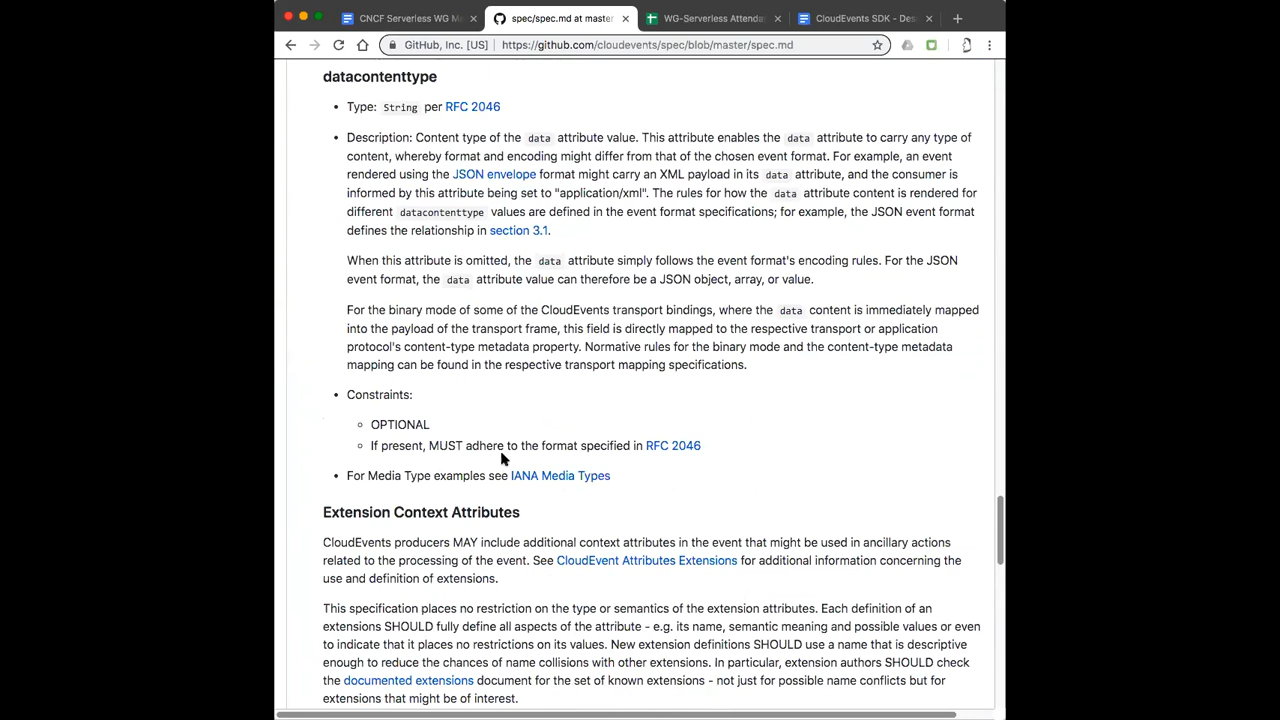 CNCF Serverless WG M
spec/spec.md at master
WG-Serverless Attenda
CloudEvents SDK - Des
GitHub, Inc. [US] https://github.com/cloudevents/spec/blob/master/spec.md
datacontenttype
• Type: String per RFC 2046
• Description: Content type of the data attribute value. This attribute enables the data attribute to carry any type of
content, whereby format and encoding might differ from that of the chosen event format. For example, an event
rendered using the JSON envelope format might carry an XML payload in its data attribute, and the consumer is
informed by this attribute being set to "application/xml". The rules for how the data attribute content is rendered for
different datacontenttype values are defined in the event format specifications; for example, the JSON event format
defines the relationship in section 3.1.
When this attribute is omitted, the data attribute simply follows the event format's encoding rules. For the JSON
event format, the data attribute value can therefore be a JSON object, array, or value.
For the binary mode of some of the CloudEvents transport bindings, where the data content is immediately mapped
into the payload of the transport frame, this field is directly mapped to the respective transport or application
protocol's content-type metadata property. Normative rules for the binary mode and the content-type metadata
mapping can be found in the respective transport mapping specifications.
• Constraints:
◦ OPTIONAL
◦ If present, MUST adhere to the format specified in RFC 2046
• For Media Type examples see IANA Media Types
Extension Context Attributes
CloudEvents producers MAY include additional context attributes in the event that might be used in ancillary actions
related to the processing of the event. See CloudEvent Attributes Extensions for additional information concerning the
use and definition of extensions.
This specification places no restriction on the type or semantics of the extension attributes. Each definition of an
extensions SHOULD fully define all aspects of the attribute - e.g. its name, semantic meaning and possible values or even
to indicate that it places no restrictions on its values. New extension definitions SHOULD use a name that is descriptive
enough to reduce the chances of name collisions with other extensions. In particular, extension authors SHOULD check
the documented extensions document for the set of known extensions - not just for possible name conflicts but for
extensions that might be of interest.